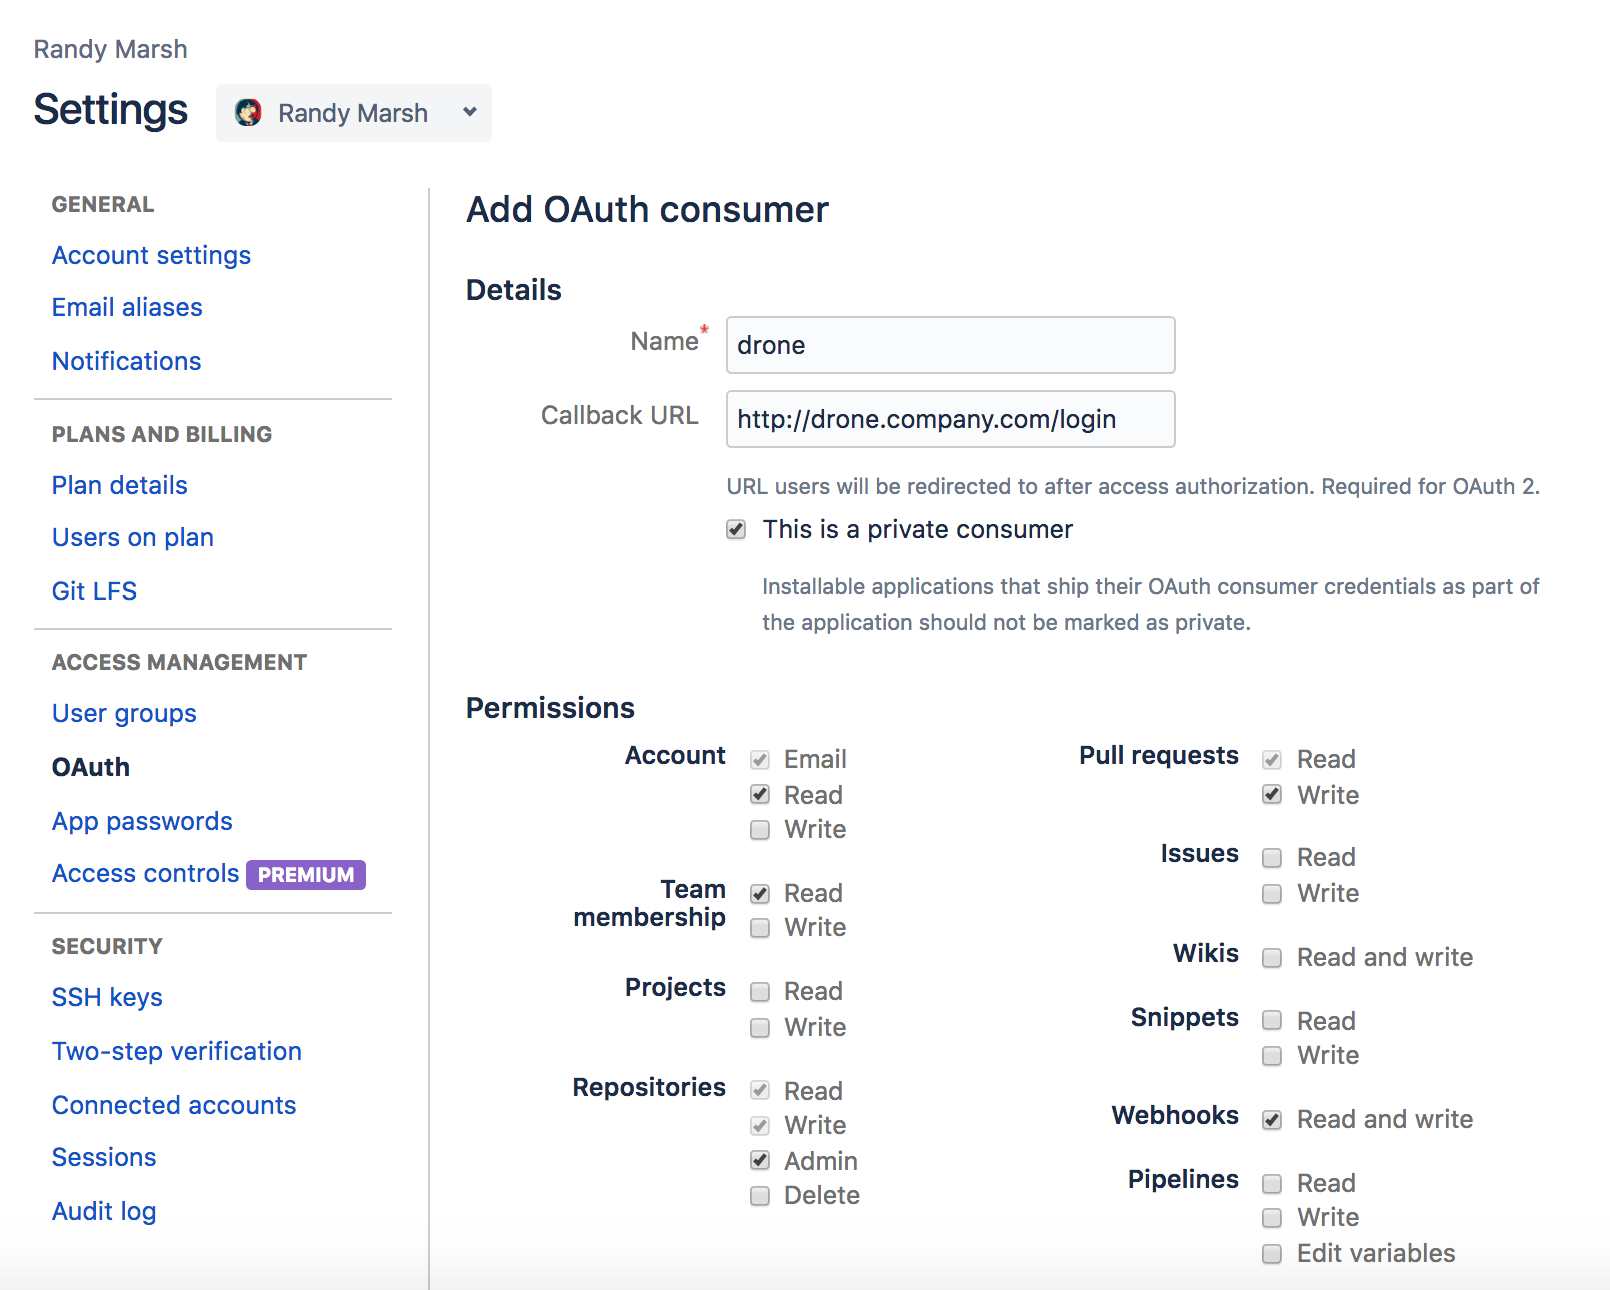 Randy Marsh
Settings
Randy Marsh
GENERAL
Account settings
Email aliases
Notifications
PLANS AND BILLING
Plan details
Users on plan
Git LFS
ACCESS MANAGEMENT
User groups
OAuth
App passwords
Access controls PREMIUM
SECURITY
SSH keys
Two-step verification
Connected accounts
Sessions
Audit log
Add OAuth consumer
Details
Name*
drone
Callback URL
http://drone.company.com/login
URL users will be redirected to after access authorization. Required for OAuth 2.
This is a private consumer
Installable applications that ship their OAuth consumer credentials as part of
the application should not be marked as private.
Permissions
Account
Email
Read
Write
Team
membership
Read
Write
Projects
Read
Write
Repositories
Read
Write
Admin
Delete
Pull requests
Read
Write
Issues
Read
Write
Wikis
Read and write
Snippets
Read
Write
Webhooks
Read and write
Pipelines
Read
Write
Edit variables